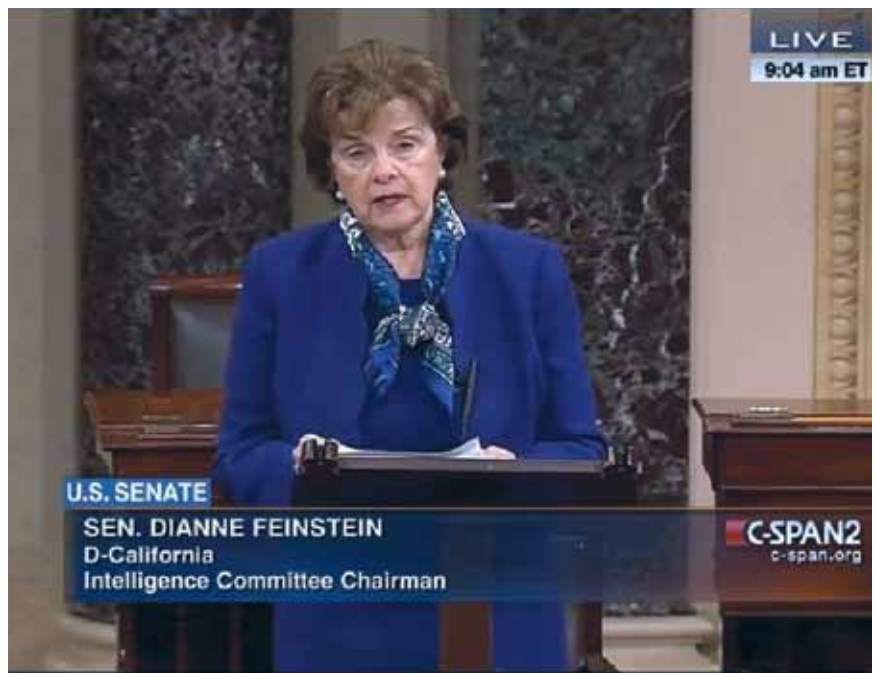 LIVE
9:04 am ET
U.S. SENATE
SEN. DIANNE FEINSTEIN
D-California
Intelligence Committee Chairman
C-SPAN2
c-span.org